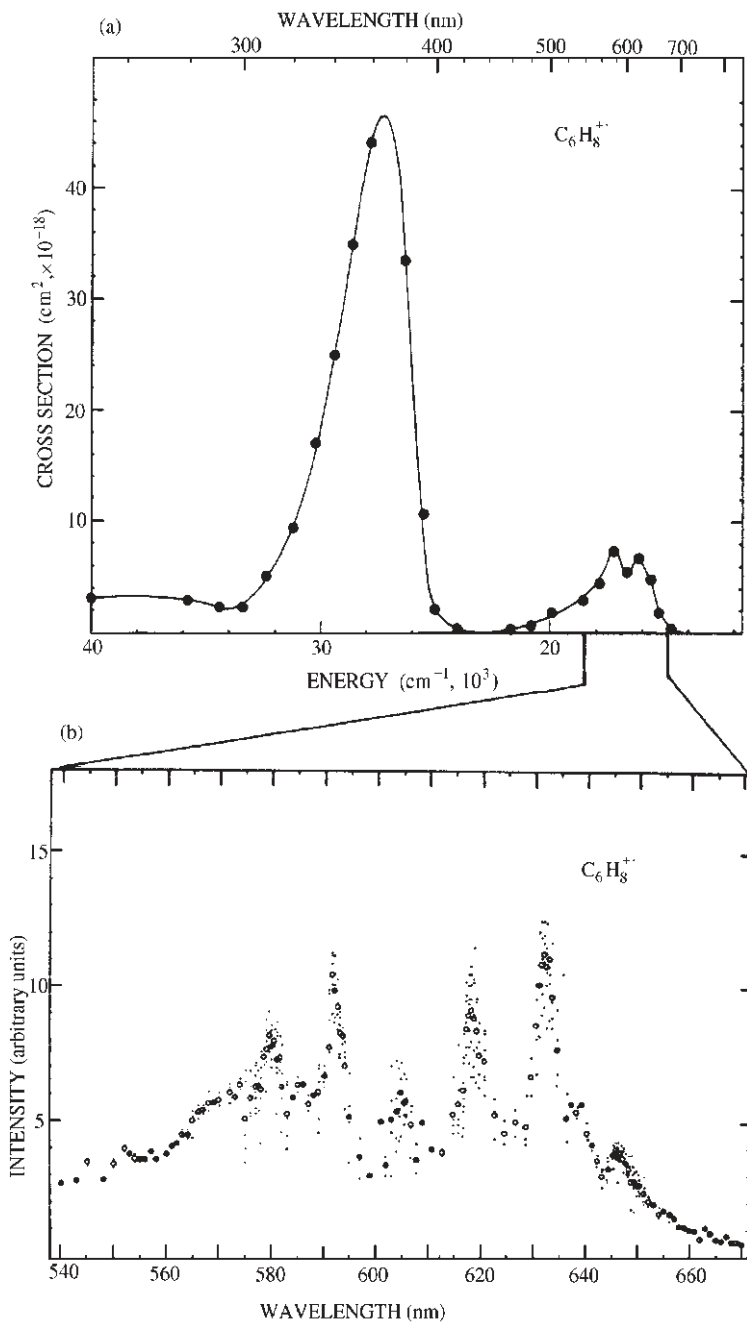 (a)
WAVELENGTH (nm)
300 400 500 600 700
C₆H₈⁺·
CROSS SECTION (cm², ×10⁻¹⁸)
40
30
20
10
40 30 20
ENERGY (cm⁻¹, 10³)
(b)
C₆H₈⁺·
INTENSITY (arbitrary units)
15
10
5
540 560 580 600 620 640 660
WAVELENGTH (nm)